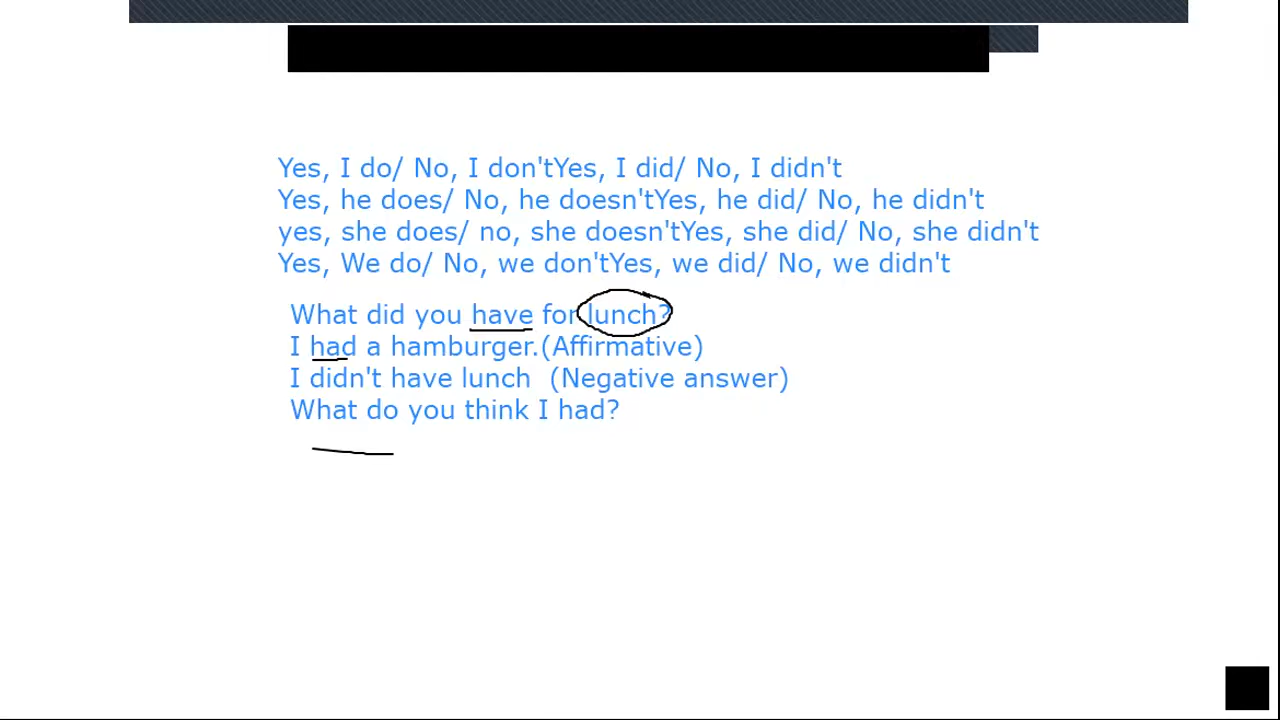 Yes, I do/ No, I don'tYes, I did/ No, I didn't
Yes, he does/ No, he doesn'tYes, he did/ No, he didn't
yes, she does/ no, she doesn'tYes, she did/ No, she didn't
Yes, We do/ No, we don'tYes, we did/ No, we didn't
What did you have for lunch?
I had a hamburger.(Affirmative)
I didn't have lunch (Negative answer)
What do you think I had?